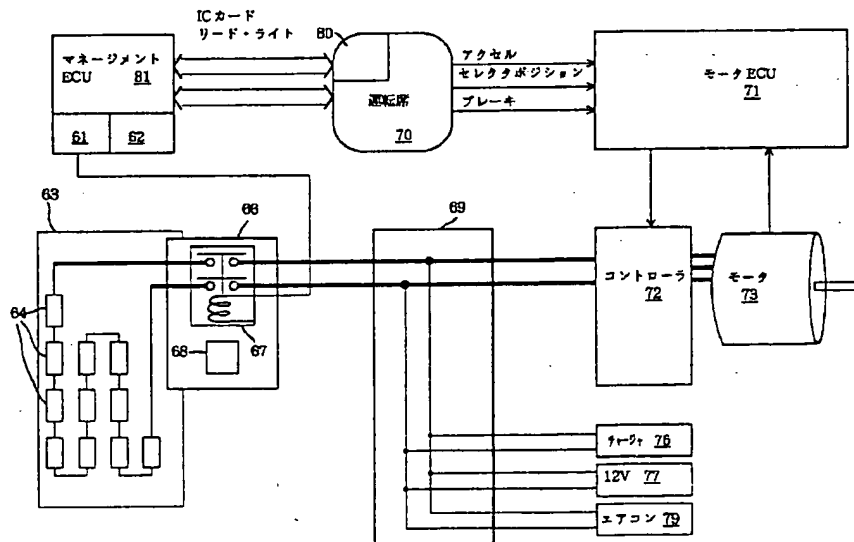 ICカード
リード・ライト
80
マネージメント
ECU 81
61 62
運転席
70
アクセル
セレクタポジション
ブレーキ
モータECU
71
63
66
69
64
67
68
コントローラ
72
モータ
73
チャージャ 76
12V 77
エアコン 79